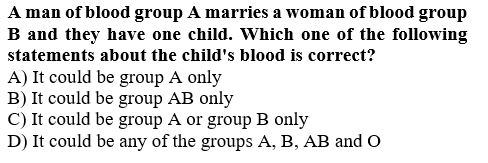 A man of blood group A marries a woman of blood group
B and they have one child. Which one of the following
statements about the child's blood is correct?
A) It could be group A only
B) It could be group AB only
C) It could be group A or group B only
D) It could be any of the groups A, B, AB and O